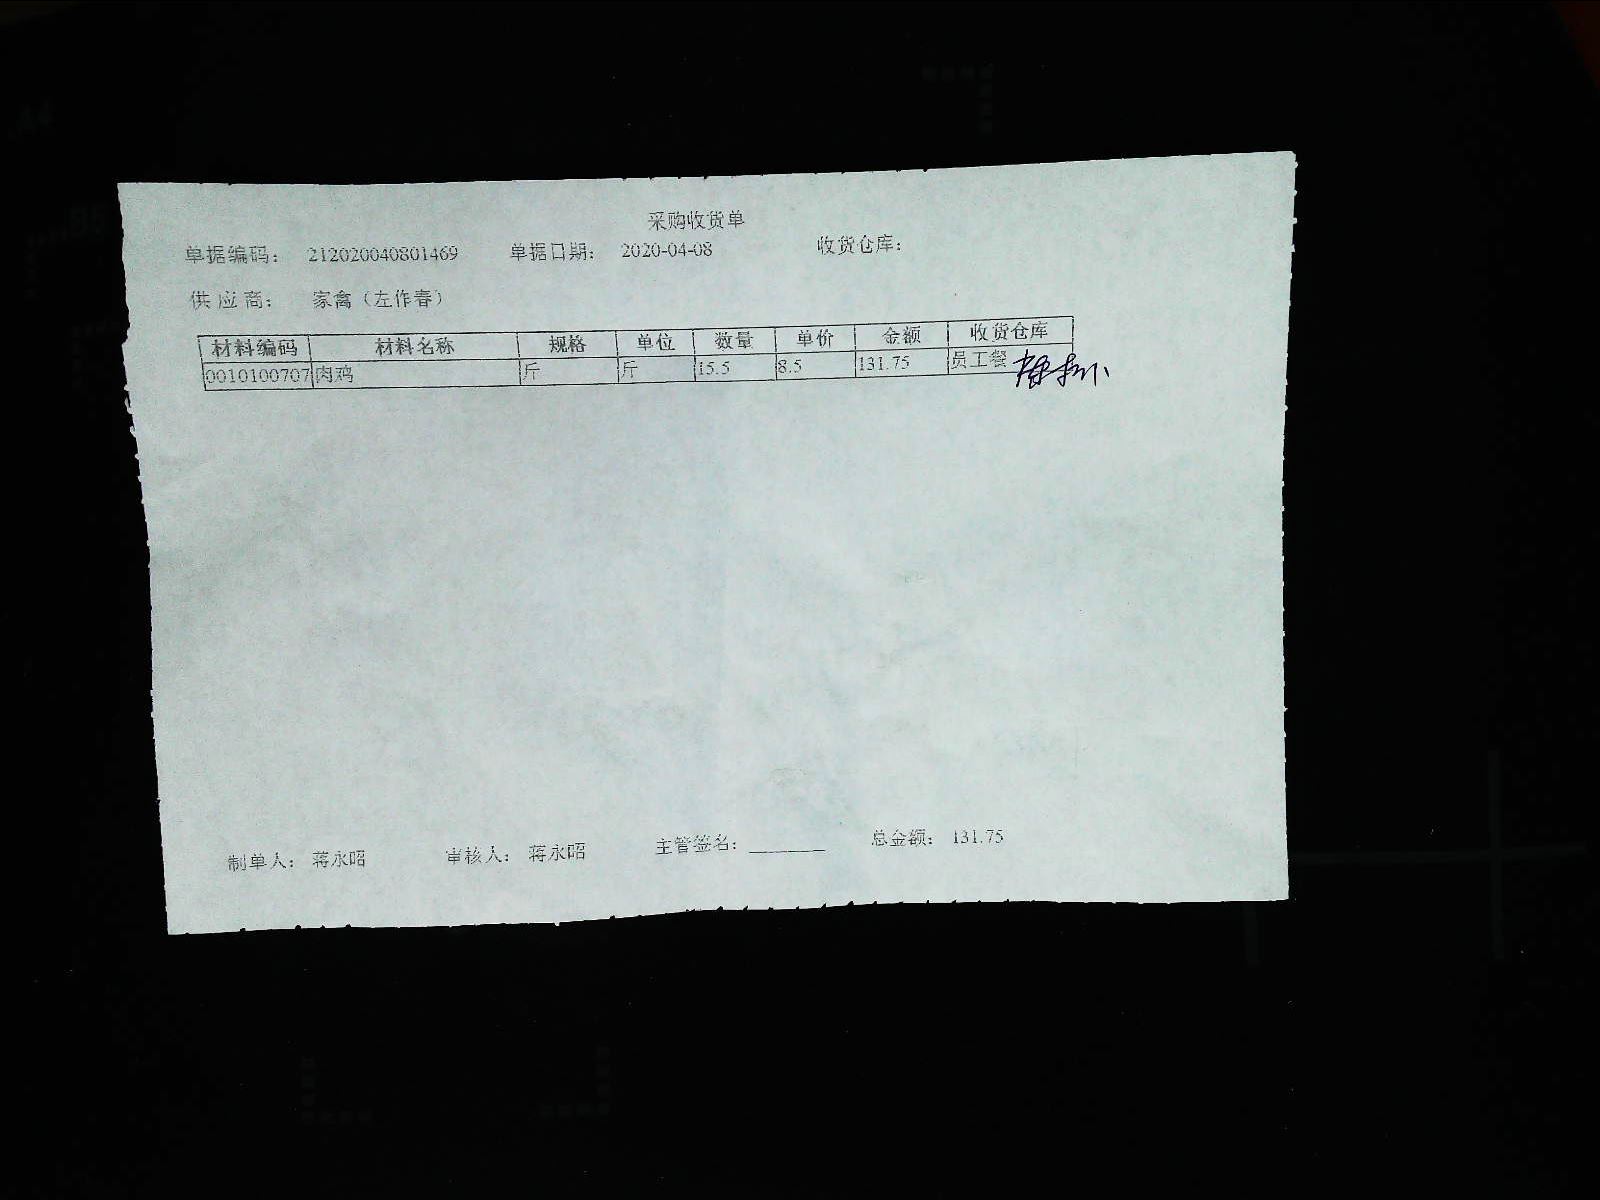 采购收货单
单据编码： 212020040801469 单据日期： 2020-04-08 收货仓库：
供应商： 家禽（左作春）
材料编码 材料名称 规格 单位 数量 单价 金额 收货仓库
0010100707 肉鸡 斤 斤 15.5 8.5 131.75 员工餐
制单人： 蒋永昭 审核人： 蒋永昭 主管签名：_______ 总金额： 131.75